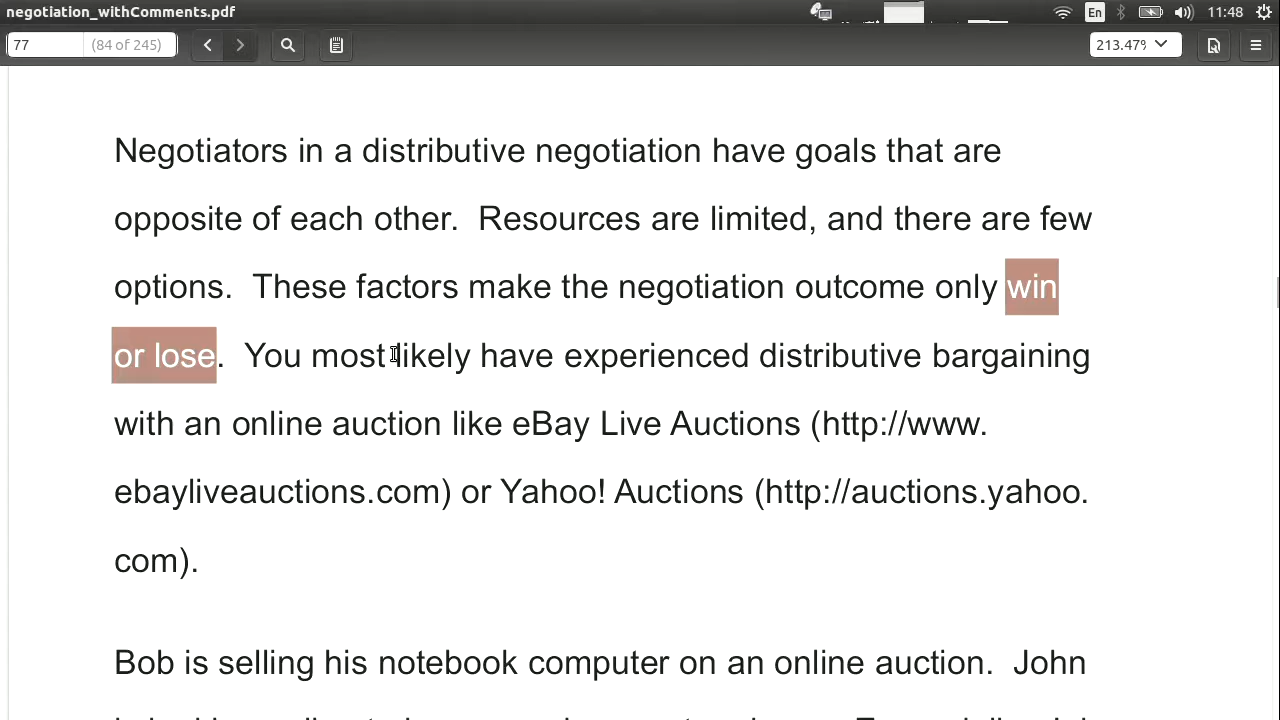 negotiation_withComments.pdf
En
11:48
77
(84 of 245)
213.47%
Negotiators in a distributive negotiation have goals that are
opposite of each other.  Resources are limited, and there are few
options.  These factors make the negotiation outcome only win
or lose.  You most likely have experienced distributive bargaining
with an online auction like eBay Live Auctions (http://www.
ebayliveauctions.com) or Yahoo! Auctions (http://auctions.yahoo.
com).
Bob is selling his notebook computer on an online auction.  John